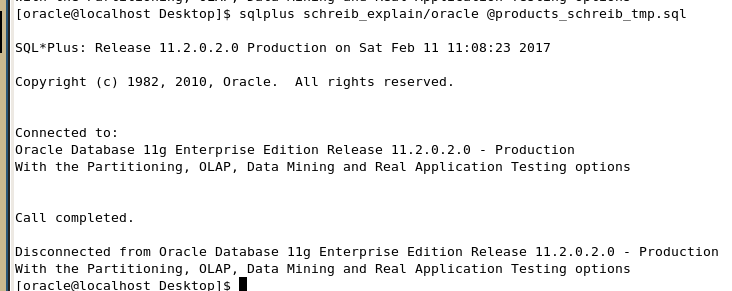 [oracle@localhost Desktop]$ sqlplus schreib_explain/oracle @products_schreib_tmp.sql
SQL*Plus: Release 11.2.0.2.0 Production on Sat Feb 11 11:08:23 2017
Copyright (c) 1982, 2010, Oracle.  All rights reserved.
Connected to:
Oracle Database 11g Enterprise Edition Release 11.2.0.2.0 - Production
With the Partitioning, OLAP, Data Mining and Real Application Testing options
Call completed.
Disconnected from Oracle Database 11g Enterprise Edition Release 11.2.0.2.0 - Production
With the Partitioning, OLAP, Data Mining and Real Application Testing options
[oracle@localhost Desktop]$